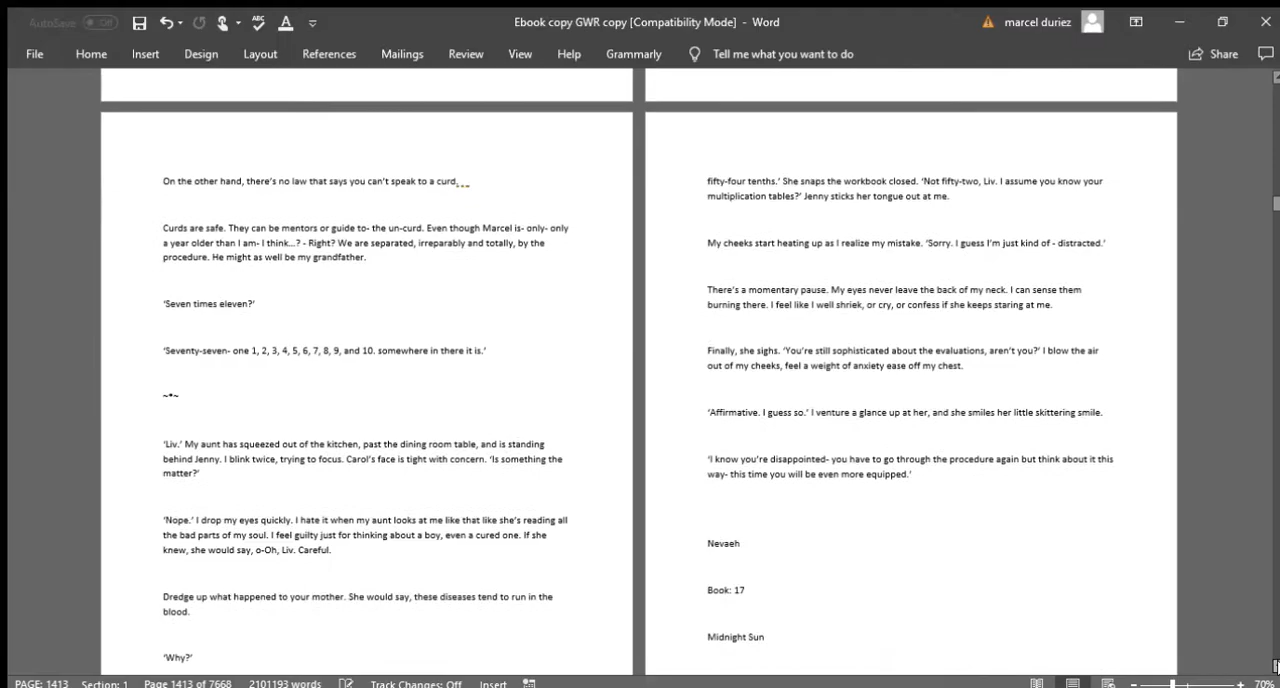 AutoSave Off
Ebook copy GWR copy [Compatibility Mode] - Word
marcel duriez
File Home Insert Design Layout References Mailings Review View Help Grammarly Tell me what you want to do Share
On the other hand, there's no law that says you can't speak to a curd...
Curds are safe. They can be mentors or guide to- the un-curd. Even though Marcel is- only- only
a year older than I am- I think...? - Right? We are separated, irreparably and totally, by the
procedure. He might as well be my grandfather.
'Seven times eleven?'
'Seventy-seven- one 1, 2, 3, 4, 5, 6, 7, 8, 9, and 10. somewhere in there it is.'
~*~
'Liv.' My aunt has squeezed out of the kitchen, past the dining room table, and is standing
behind Jenny. I blink twice, trying to focus. Carol's face is tight with concern. 'Is something the
matter?'
'Nope.' I drop my eyes quickly. I hate it when my aunt looks at me like that like she's reading all
the bad parts of my soul. I feel guilty just for thinking about a boy, even a cured one. If she
knew, she would say, o-Oh, Liv. Careful.
Dredge up what happened to your mother. She would say, these diseases tend to run in the
blood.
'Why?'
fifty-four tenths.' She snaps the workbook closed. 'Not fifty-two, Liv. I assume you know your
multiplication tables?' Jenny sticks her tongue out at me.
My cheeks start heating up as I realize my mistake. 'Sorry. I guess I'm just kind of - distracted.'
There's a momentary pause. My eyes never leave the back of my neck. I can sense them
burning there. I feel like I well shriek, or cry, or confess if she keeps staring at me.
Finally, she sighs. 'You're still sophisticated about the evaluations, aren't you?' I blow the air
out of my cheeks, feel a weight of anxiety ease off my chest.
'Affirmative. I guess so.' I venture a glance up at her, and she smiles her little skittering smile.
'I know you're disappointed- you have to go through the procedure again but think about it this
way- this time you will be even more equipped.'
Nevaeh
Book: 17
Midnight Sun
PAGE: 1413 Section: 1 Page 1413 of 7668 2101193 words Track Changes: Off Insert 70%